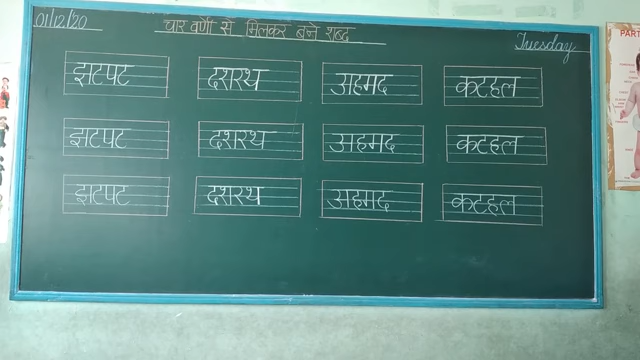 01/12/20
चार वर्णो से मिलकर बने शब्द
Tuesday
झटपट दशरथ अहमद कटहल
झटपट दशरथ अहमद कटहल
झटपट दशरथ अहमद कटहल
PART